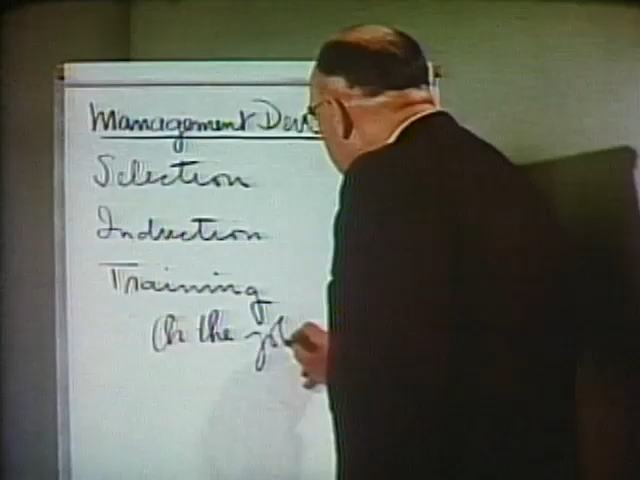 Management Dev
Selection
Induction
Training
On the job